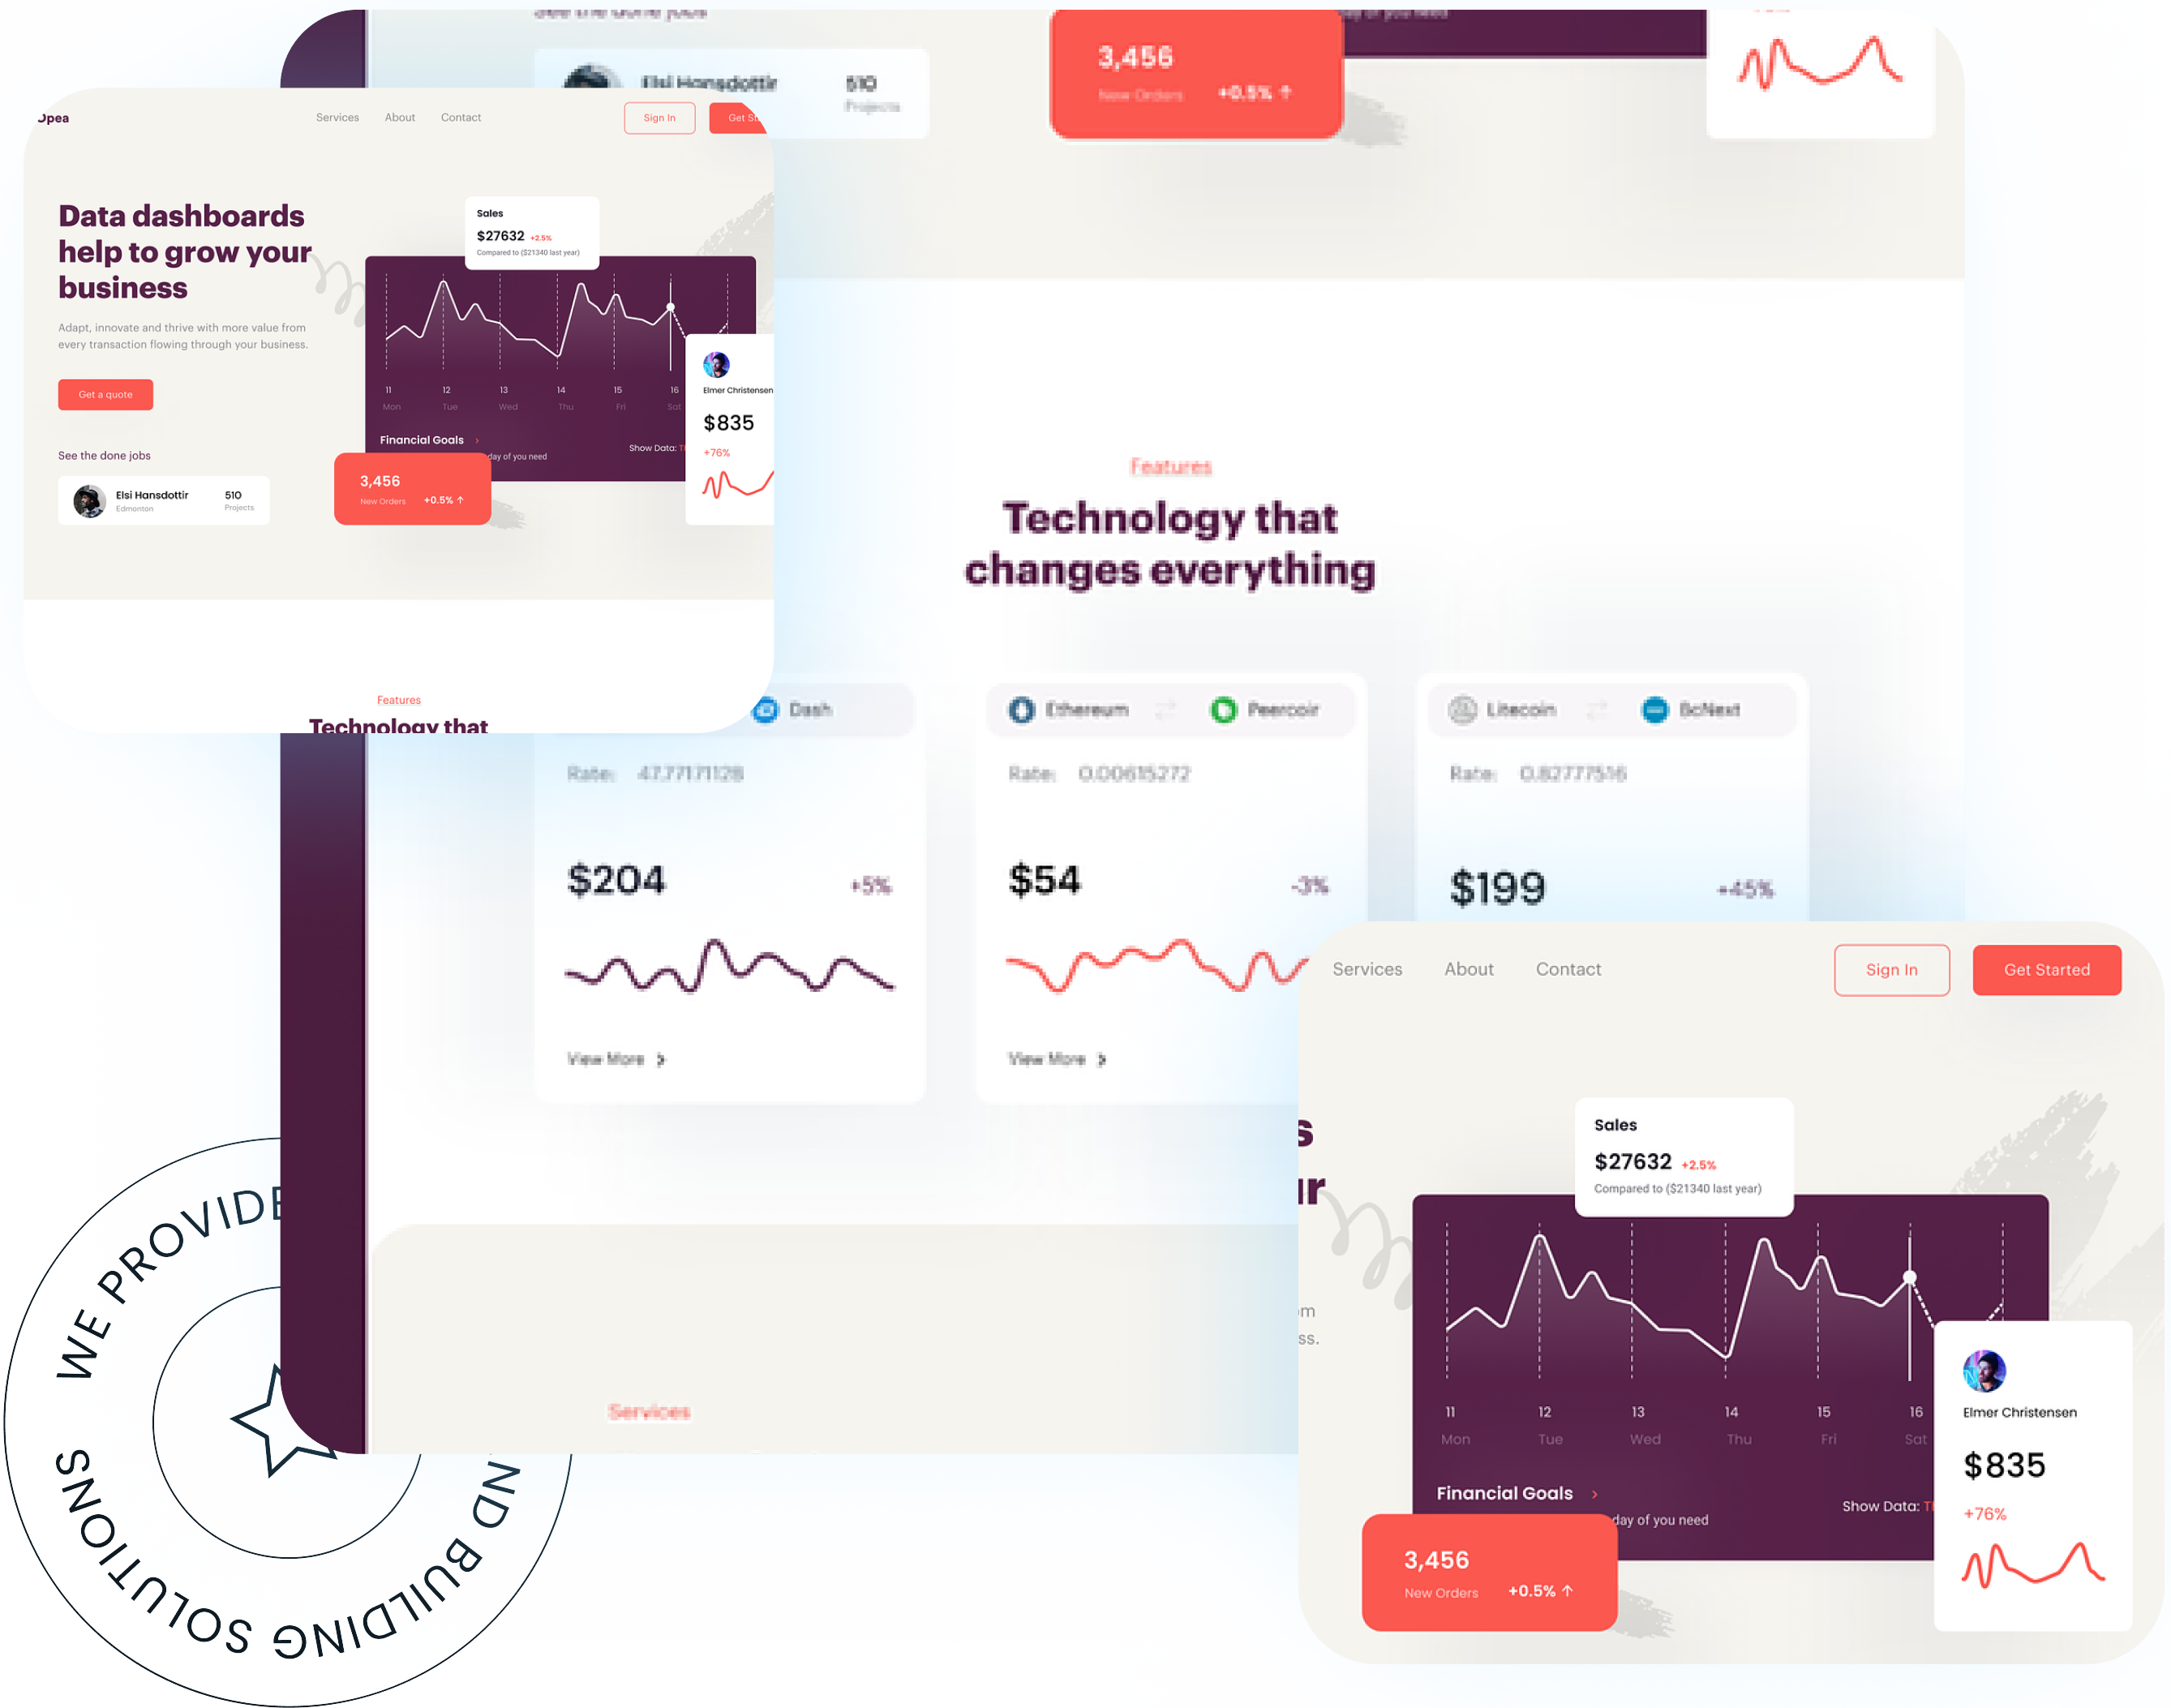 Opea
Services About Contact
Sign In
Get St
Data dashboards
help to grow your
business
Adapt, innovate and thrive with more value from
every transaction flowing through your business.
Get a quote
See the done jobs
Elsi Hansdottir
Edmonton
510
Projects
Sales
$27632 +2.5%
Compared to ($21340 last year)
11 12 13 14 15 16
Mon Tue Wed Thu Fri Sat
Financial Goals
day of you need
Show Data:
3,456
New Orders +0.5% ↑
Elmer Christensen
$835
+76%
Features
Technology that
See the done jobs
Elsi Hansdottir
510
Projects
3,456
New Orders +0.5% ↑
day of you need
Features
Technology that
changes everything
Dash
Rate: 47.77171128
$204 +5%
View More
Ethereum Peercoin
Rate: 0.00615272
$54 -3%
View More
Litecoin BcNext
Rate: 0.82777516
$199 +45%
Services
Services About Contact
Sign In
Get Started
s
ur
om
ss.
Sales
$27632 +2.5%
Compared to ($21340 last year)
11 12 13 14 15 16
Mon Tue Wed Thu Fri Sat
Financial Goals
day of you need
Show Data:
3,456
New Orders +0.5% ↑
Elmer Christensen
$835
+76%
WE PROVIDE
ND BUILDING SOLUTIONS